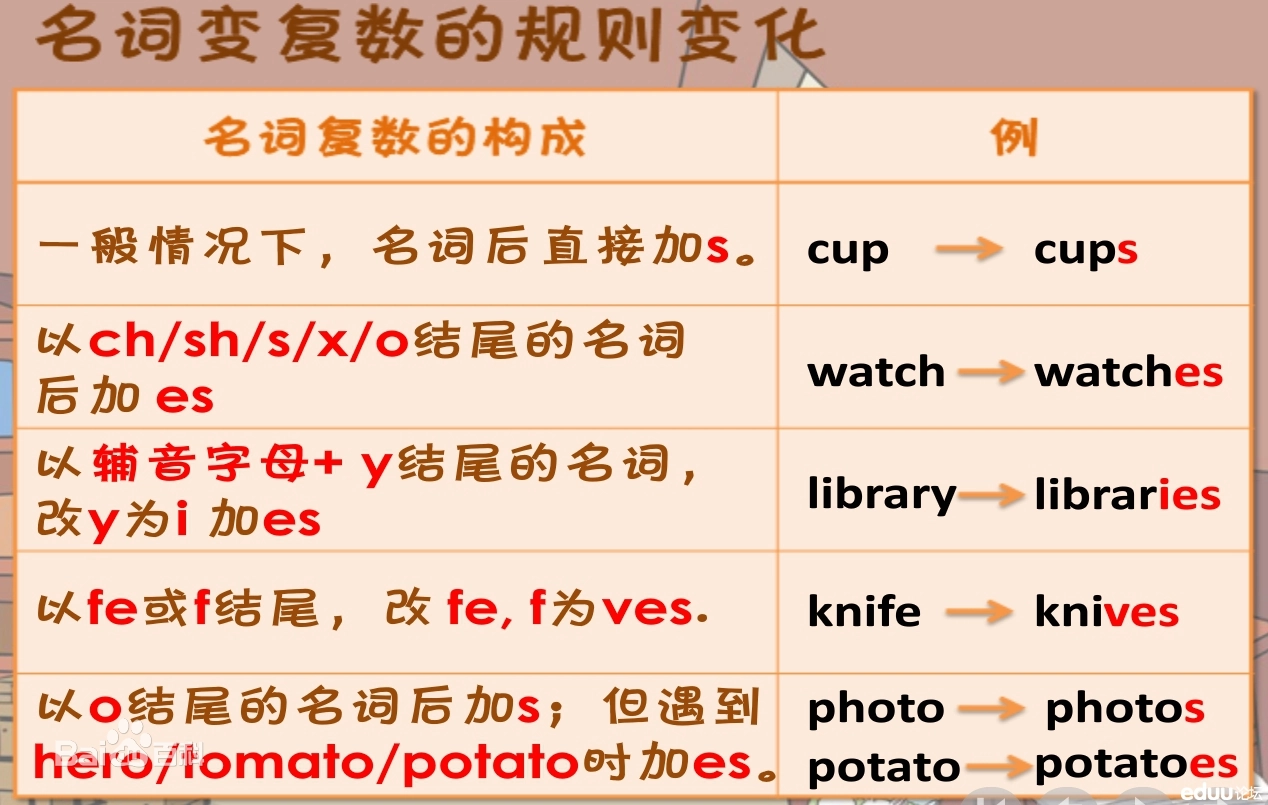 名词变复数的规则变化
名词复数的构成 例
一般情况下，名词后直接加s。 cup cups
以ch/sh/s/x/o结尾的名词
后加 es
watch watches
以辅音字母+ y结尾的名词，
改y为i 加es
library libraries
以fe或f结尾，改 fe, f为ves. knife knives
以o结尾的名词后加s；但遇到
hero/tomato/potato时加es。
photo photos
potato potatoes
Baidu百科
eduu论坛